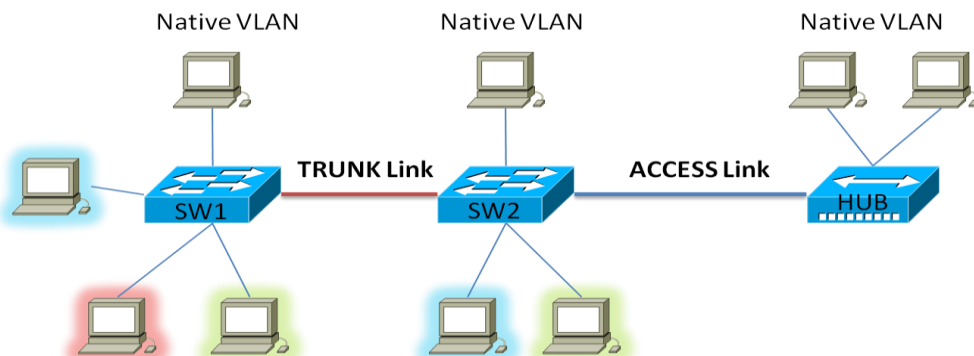 Native VLAN
Native VLAN
Native VLAN
TRUNK Link
ACCESS Link
SW1
SW2
HUB